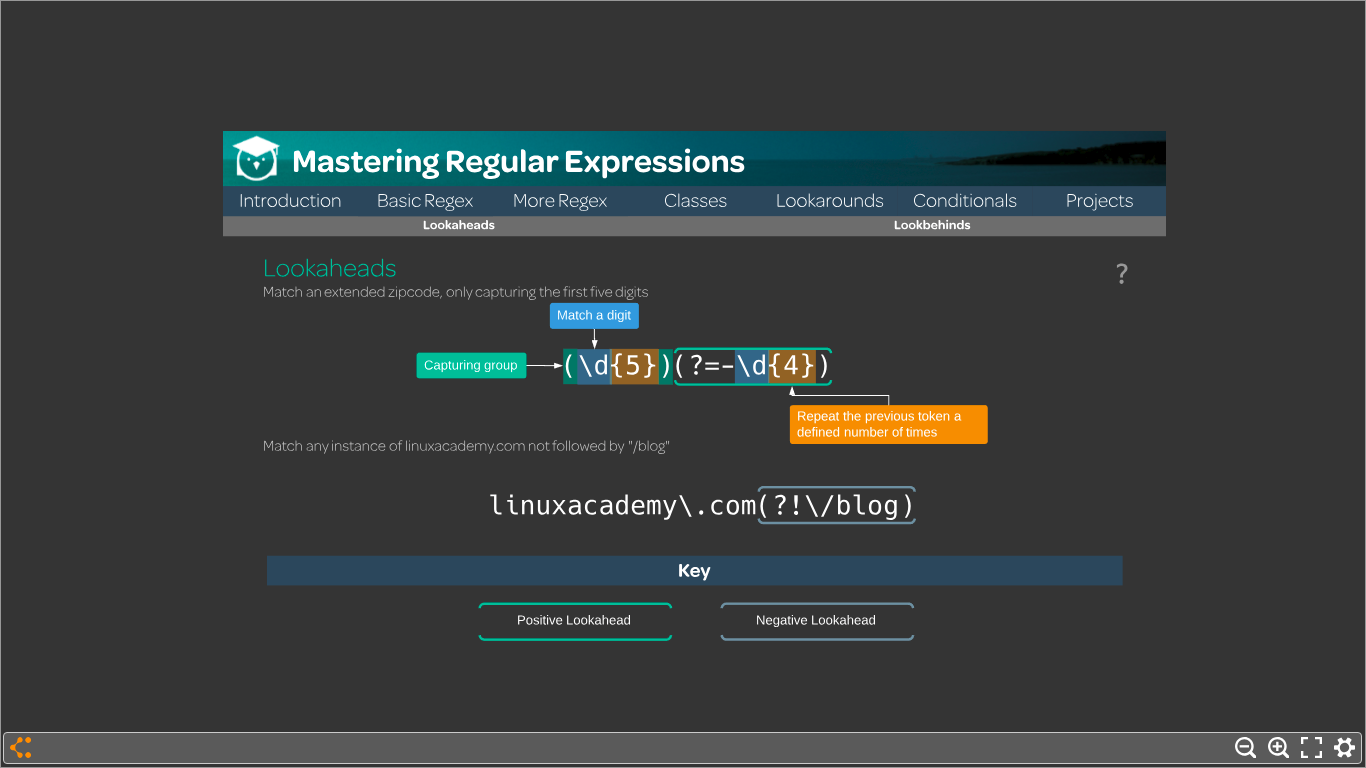 Mastering Regular Expressions
Introduction Basic Regex More Regex Classes Lookarounds Conditionals Projects
Lookaheads Lookbehinds
Lookaheads
?
Match an extended zipcode, only capturing the first five digits
Match a digit
Capturing group
(\d{5})(?=-\d{4})
Repeat the previous token a
defined number of times
Match any instance of linuxacademy.com not followed by "/blog"
linuxacademy\.com(?!\/blog)
Key
Positive Lookahead Negative Lookahead